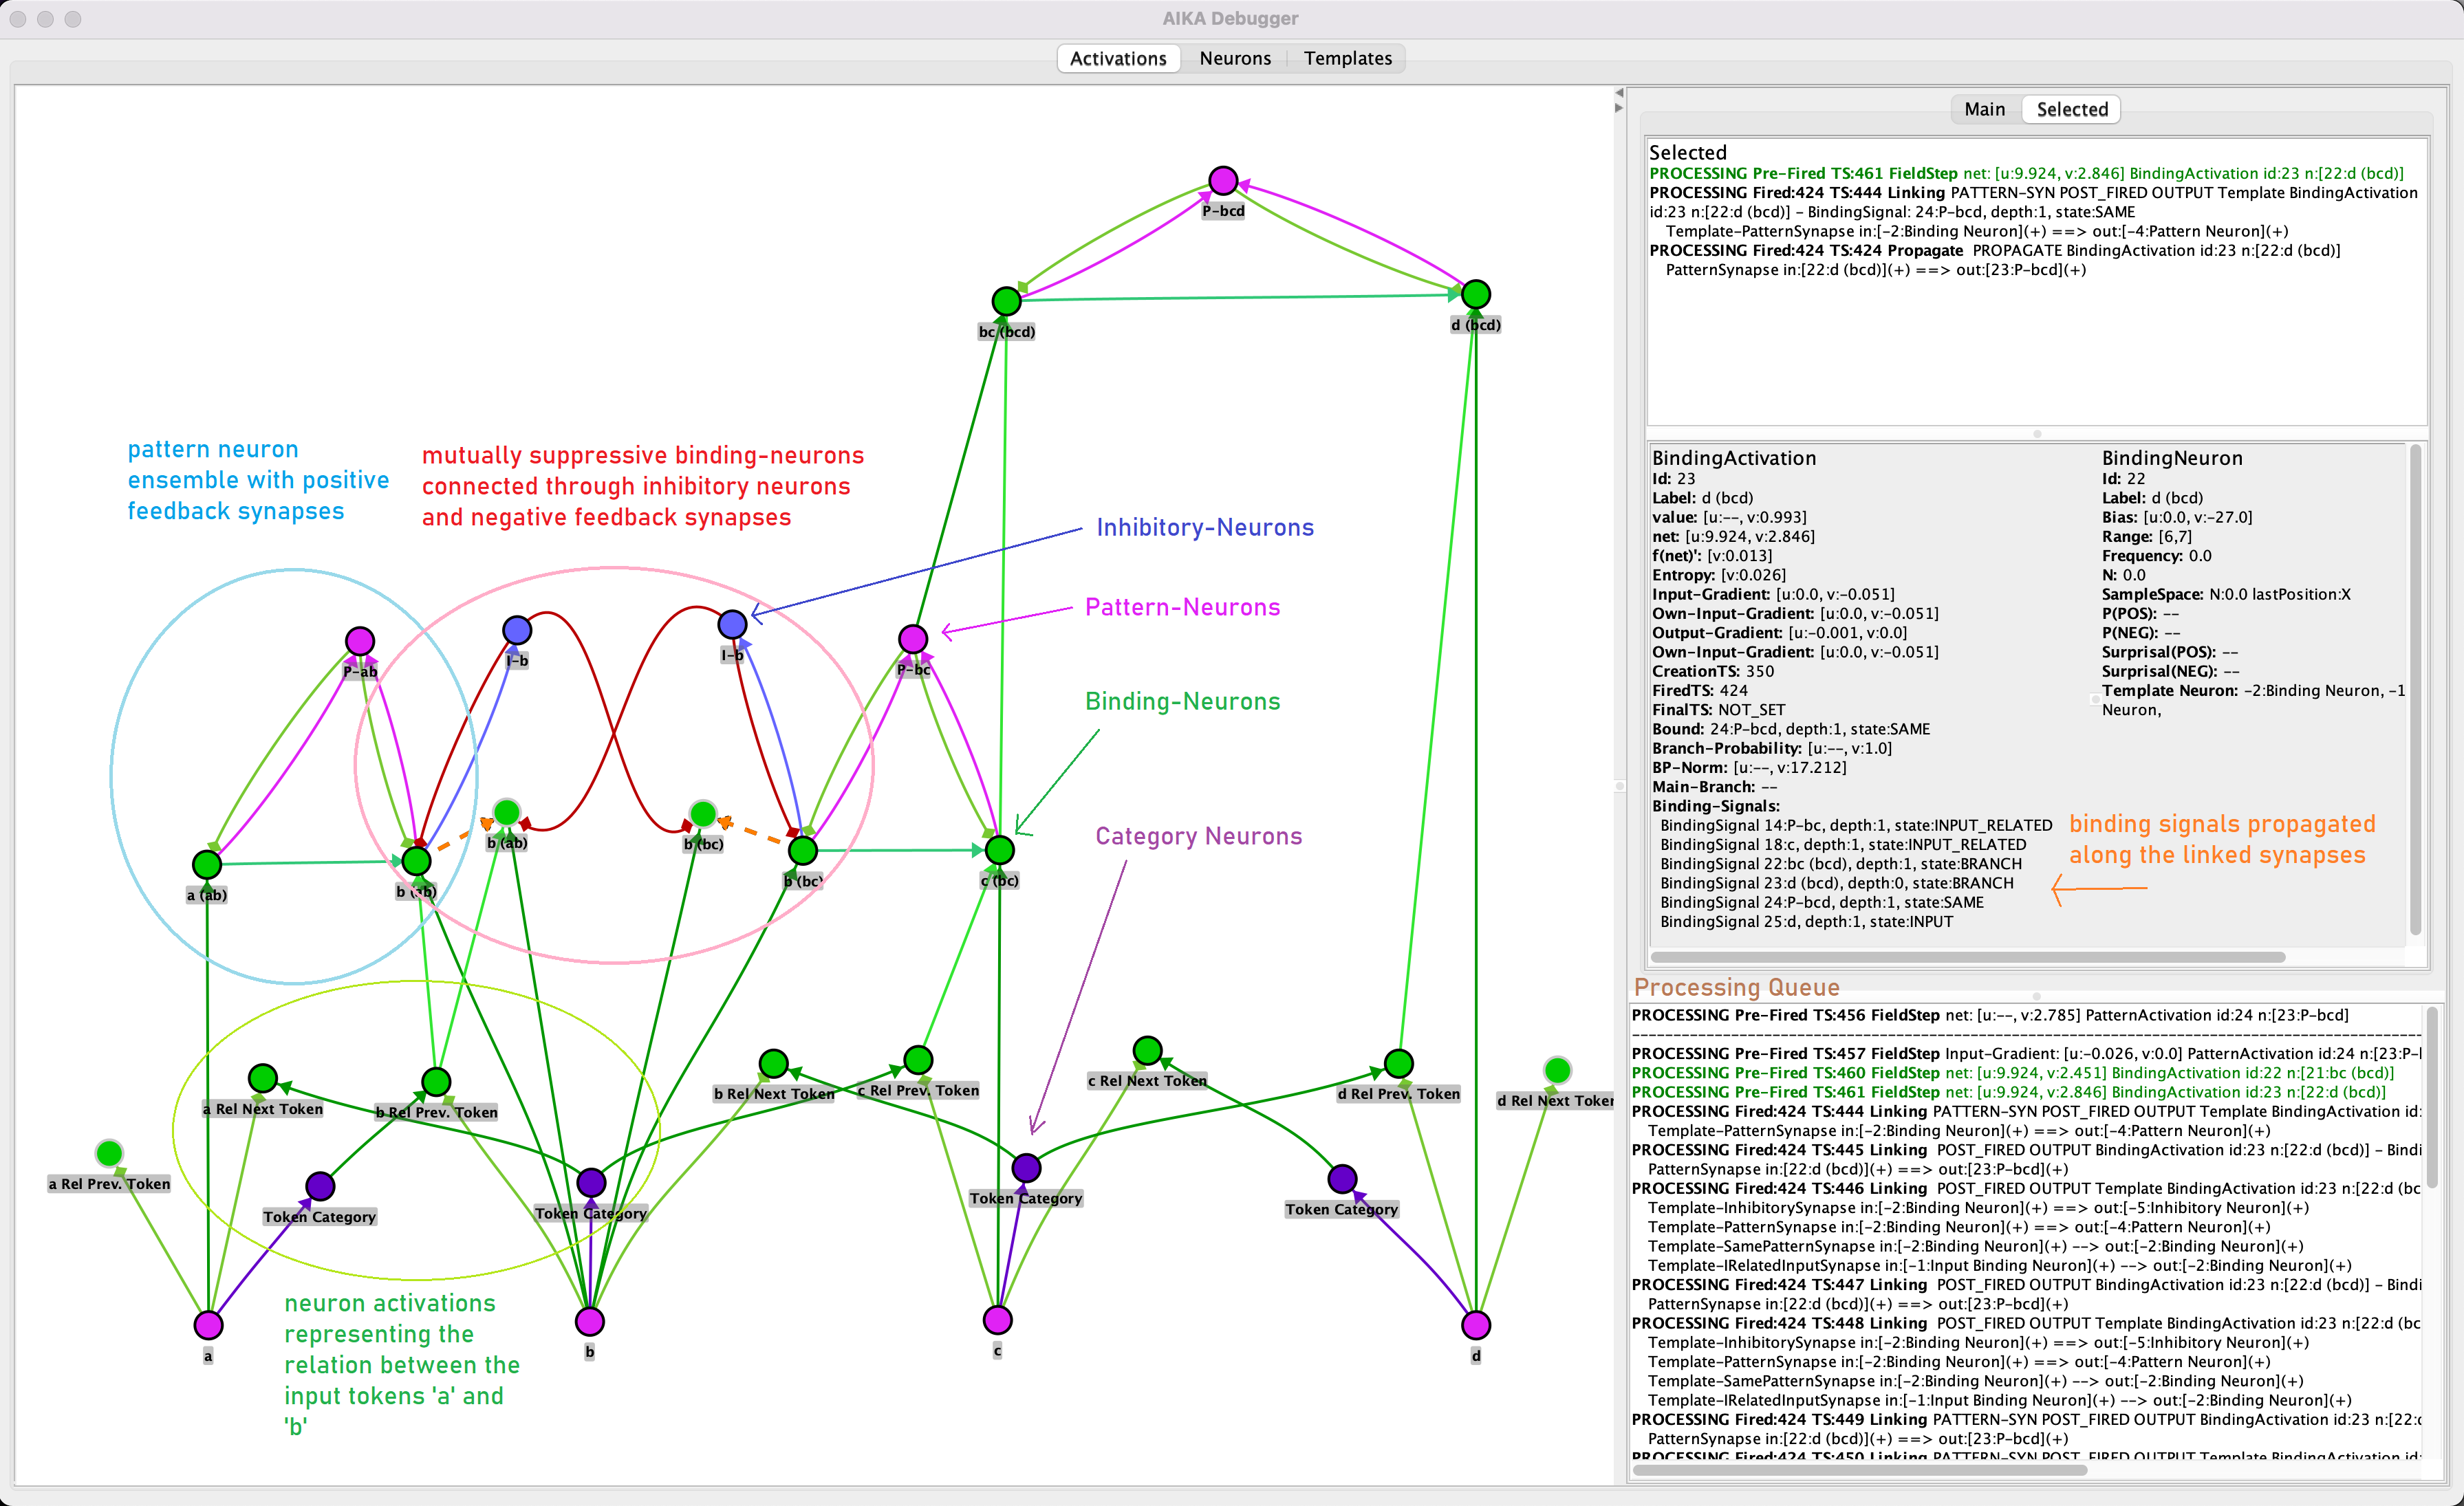 AIKA Debugger
Activations
Neurons
Templates
P-bcd
bc (bcd)
d (bcd)
pattern neuron
ensemble with positive
feedback synapses
mutually suppressive binding-neurons
connected through inhibitory neurons
and negative feedback synapses
Inhibitory-Neurons
Pattern-Neurons
P-ab
I-b
I-b
P-bc
Binding-Neurons
Category Neurons
b (ab)
b (bc)
a (ab)
b (ab)
b (bc)
c (bc)
a Rel Next Token
b Rel Prev. Token
b Rel Next Token
c Rel Prev. Token
c Rel Next Token
d Rel Prev. Token
d Rel Next Token
a Rel Prev. Token
Token Category
Token Category
Token Category
Token Category
neuron activations
representing the
relation between the
input tokens 'a' and
'b'
a
b
c
d
Main
Selected
Selected
PROCESSING Pre-Fired TS:461 FieldStep net: [u:9.924, v:2.846] BindingActivation id:23 n:[22:d (bcd)]
PROCESSING Fired:424 TS:444 Linking PATTERN-SYN POST_FIRED OUTPUT Template BindingActivation
id:23 n:[22:d (bcd)] - BindingSignal: 24:P-bcd, depth:1, state:SAME
Template-PatternSynapse in:[-2:Binding Neuron](+) ==> out:[-4:Pattern Neuron](+)
PROCESSING Fired:424 TS:424 Propagate PROPAGATE BindingActivation id:23 n:[22:d (bcd)]
PatternSynapse in:[22:d (bcd)](+) ==> out:[23:P-bcd](+)
BindingActivation
Id: 23
Label: d (bcd)
value: [u:--, v:0.993]
net: [u:9.924, v:2.846]
f(net)': [v:0.013]
Entropy: [v:0.026]
Input-Gradient: [u:0.0, v:-0.051]
Own-Input-Gradient: [u:0.0, v:-0.051]
Output-Gradient: [u:-0.001, v:0.0]
Own-Input-Gradient: [u:0.0, v:-0.051]
CreationTS: 350
FiredTS: 424
FinalTS: NOT_SET
Bound: 24:P-bcd, depth:1, state:SAME
Branch-Probability: [u:--, v:1.0]
BP-Norm: [u:--, v:17.212]
Main-Branch: --
Binding-Signals:
BindingSignal 14:P-bc, depth:1, state:INPUT_RELATED
BindingSignal 18:c, depth:1, state:INPUT_RELATED
BindingSignal 22:bc (bcd), depth:1, state:BRANCH
BindingSignal 23:d (bcd), depth:0, state:BRANCH
BindingSignal 24:P-bcd, depth:1, state:SAME
BindingSignal 25:d, depth:1, state:INPUT
BindingNeuron
Id: 22
Label: d (bcd)
Bias: [u:0.0, v:-27.0]
Range: [6,7]
Frequency: 0.0
N: 0.0
SampleSpace: N:0.0 lastPosition:X
P(POS): --
P(NEG): --
Surprisal(POS): --
Surprisal(NEG): --
Template Neuron: -2:Binding Neuron, -1
Neuron,
binding signals propagated
along the linked synapses
Processing Queue
PROCESSING Pre-Fired TS:456 FieldStep net: [u:--, v:2.785] PatternActivation id:24 n:[23:P-bcd]
PROCESSING Pre-Fired TS:457 FieldStep Input-Gradient: [u:-0.026, v:0.0] PatternActivation id:24 n:[23:P-
PROCESSING Pre-Fired TS:460 FieldStep net: [u:9.924, v:2.451] BindingActivation id:22 n:[21:bc (bcd)]
PROCESSING Pre-Fired TS:461 FieldStep net: [u:9.924, v:2.846] BindingActivation id:23 n:[22:d (bcd)]
PROCESSING Fired:424 TS:444 Linking PATTERN-SYN POST_FIRED OUTPUT Template BindingActivation id:
Template-PatternSynapse in:[-2:Binding Neuron](+) ==> out:[-4:Pattern Neuron](+)
PROCESSING Fired:424 TS:445 Linking POST_FIRED OUTPUT BindingActivation id:23 n:[22:d (bcd)] - Bindi
PatternSynapse in:[22:d (bcd)](+) ==> out:[23:P-bcd](+)
PROCESSING Fired:424 TS:446 Linking POST_FIRED OUTPUT Template BindingActivation id:23 n:[22:d (bc
Template-InhibitorySynapse in:[-2:Binding Neuron](+) ==> out:[-5:Inhibitory Neuron](+)
Template-PatternSynapse in:[-2:Binding Neuron](+) ==> out:[-4:Pattern Neuron](+)
Template-SamePatternSynapse in:[-2:Binding Neuron](+) --> out:[-2:Binding Neuron](+)
Template-IRelatedInputSynapse in:[-1:Input Binding Neuron](+) --> out:[-2:Binding Neuron](+)
PROCESSING Fired:424 TS:447 Linking POST_FIRED OUTPUT BindingActivation id:23 n:[22:d (bcd)] - Bindi
PatternSynapse in:[22:d (bcd)](+) ==> out:[23:P-bcd](+)
PROCESSING Fired:424 TS:448 Linking POST_FIRED OUTPUT Template BindingActivation id:23 n:[22:d (bc
Template-InhibitorySynapse in:[-2:Binding Neuron](+) ==> out:[-5:Inhibitory Neuron](+)
Template-PatternSynapse in:[-2:Binding Neuron](+) ==> out:[-4:Pattern Neuron](+)
Template-SamePatternSynapse in:[-2:Binding Neuron](+) --> out:[-2:Binding Neuron](+)
Template-IRelatedInputSynapse in:[-1:Input Binding Neuron](+) --> out:[-2:Binding Neuron](+)
PROCESSING Fired:424 TS:449 Linking PATTERN-SYN POST_FIRED OUTPUT BindingActivation id:23 n:[22:
PatternSynapse in:[22:d (bcd)](+) ==> out:[23:P-bcd](+)
PROCESSING Fired:424 TS:450 Linking PATTERN-SYN POST_FIRED OUTPUT Template BindingActivation id: